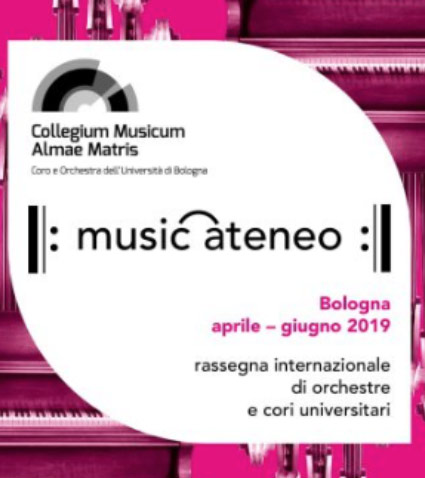 Collegium Musicum
Almae Matris
Coro e Orchestra dell'Università di Bologna
music ateneo
Bologna
aprile – giugno 2019
rassegna internazionale
di orchestre
e cori universitari